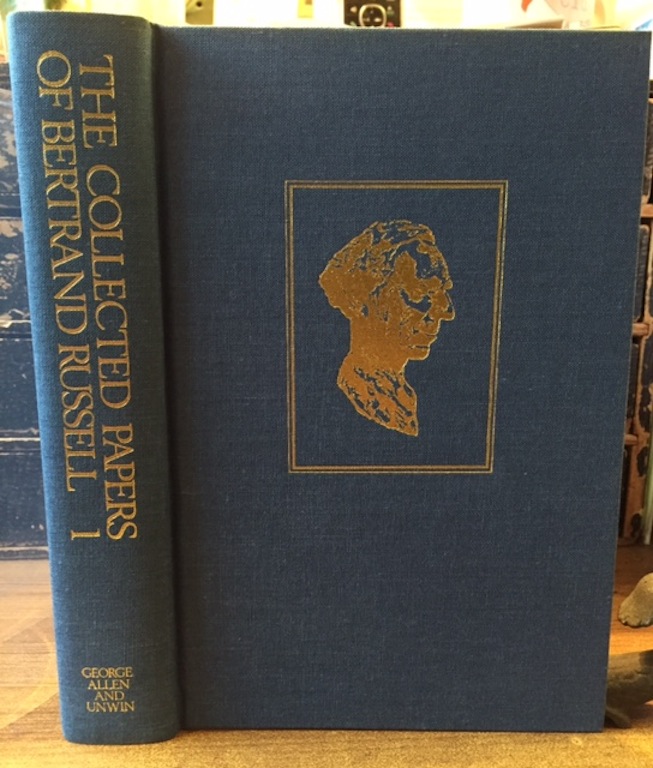 THE COLLECTED PAPERS
OF BERTRAND RUSSELL 1
GEORGE
ALLEN
AND
UNWIN